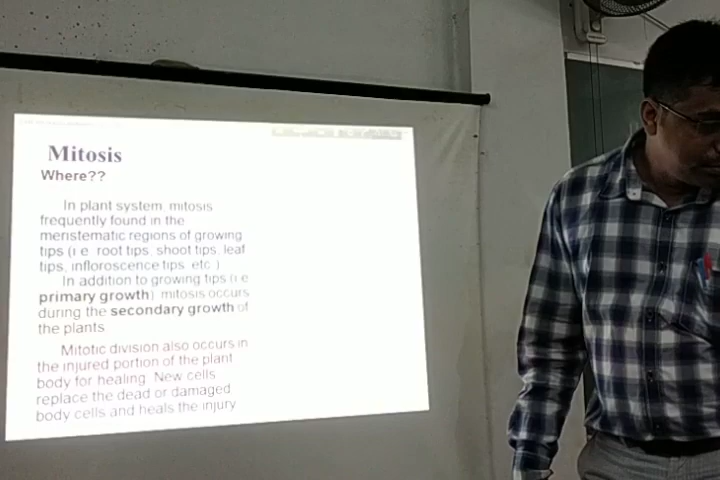 Mitosis
Where??
In plant system, mitosis
frequently found in the
meristematic regions of growing
tips (i.e. root tips, shoot tips, leaf
tips, infloroscence tips, etc.)
In addition to growing tips (i.e.
primary growth) mitosis occurs
during the secondary growth of
the plants.
Mitotic division also occurs in
the injured portion of the plant
body for healing. New cells
replace the dead or damaged
body cells and heals the injury.